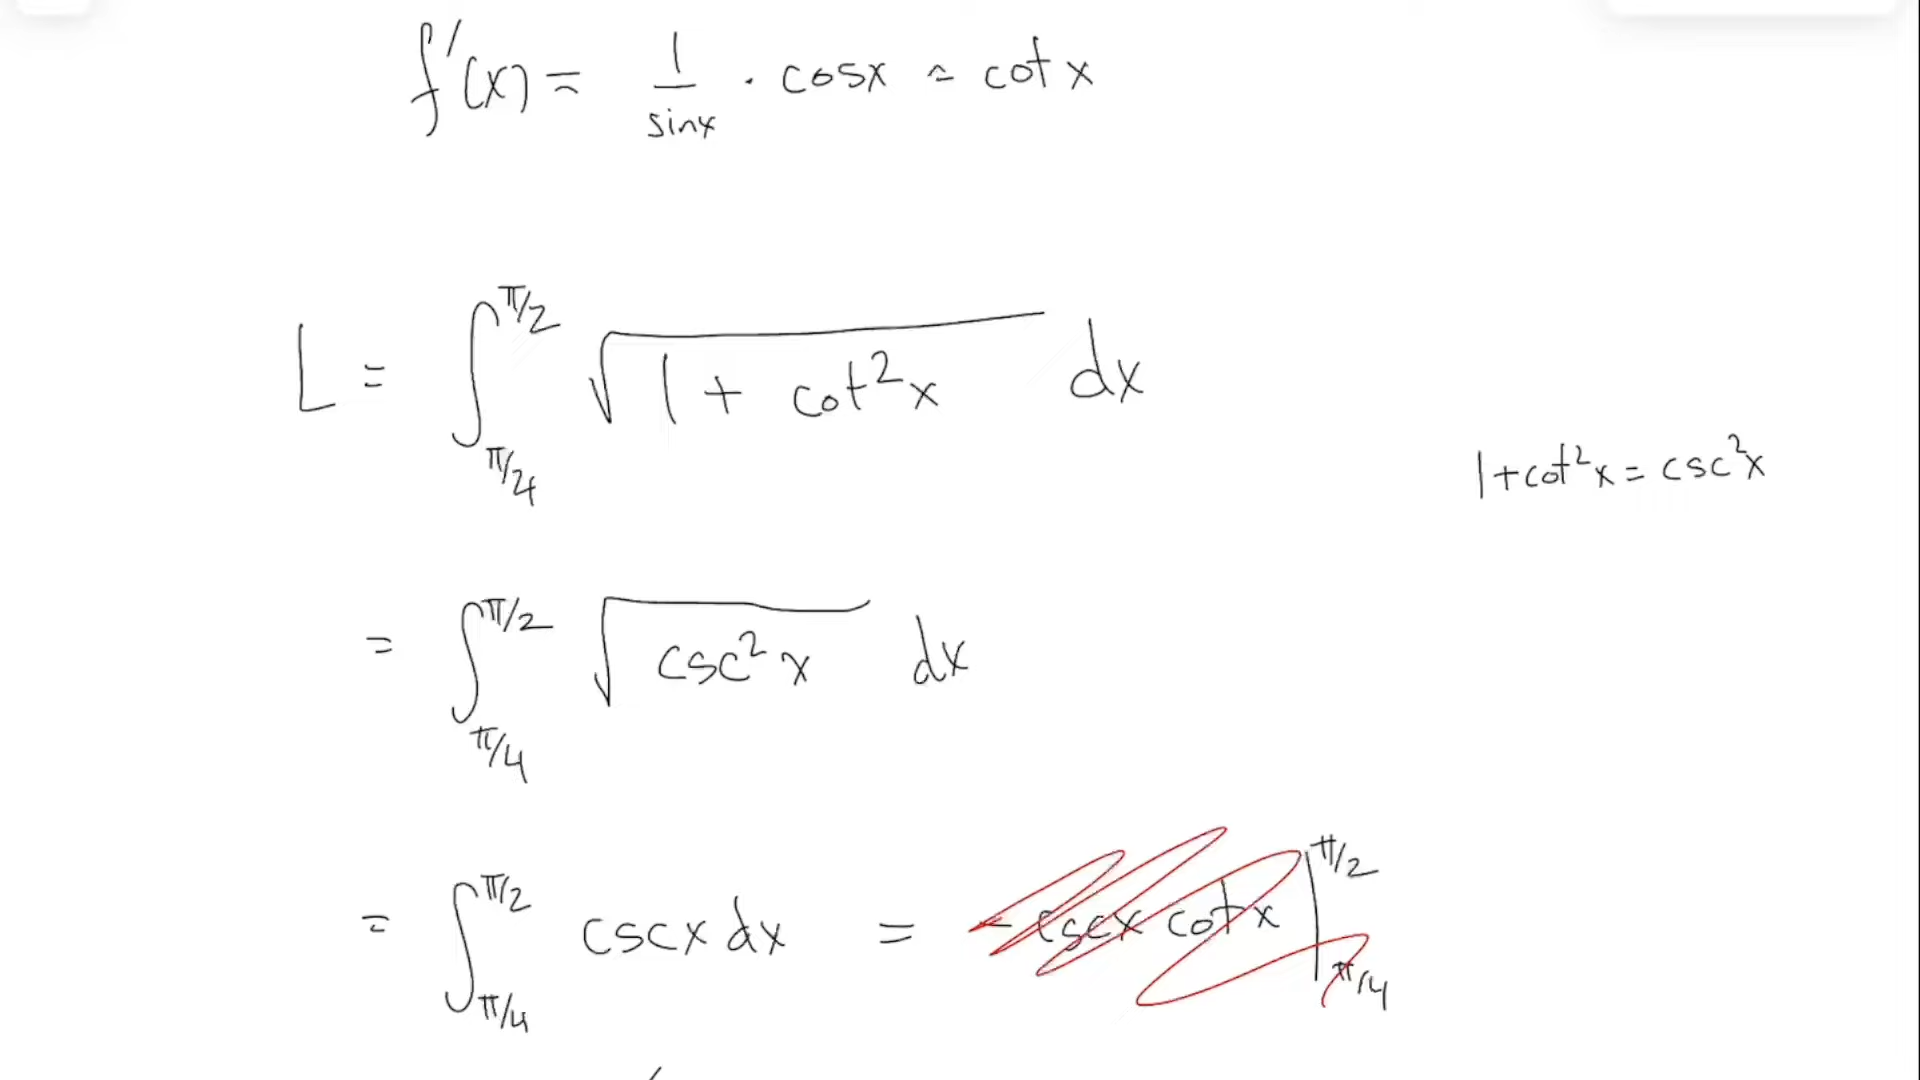 f'(x) = 1/sinx · cosx = cot x
L = ∫_{π/4}^{π/2} √(1 + cot²x) dx
1+cot²x = csc²x
= ∫_{π/4}^{π/2} √(csc²x) dx
= ∫_{π/4}^{π/2} cscx dx = - cscx cotx |_{π/4}^{π/2}